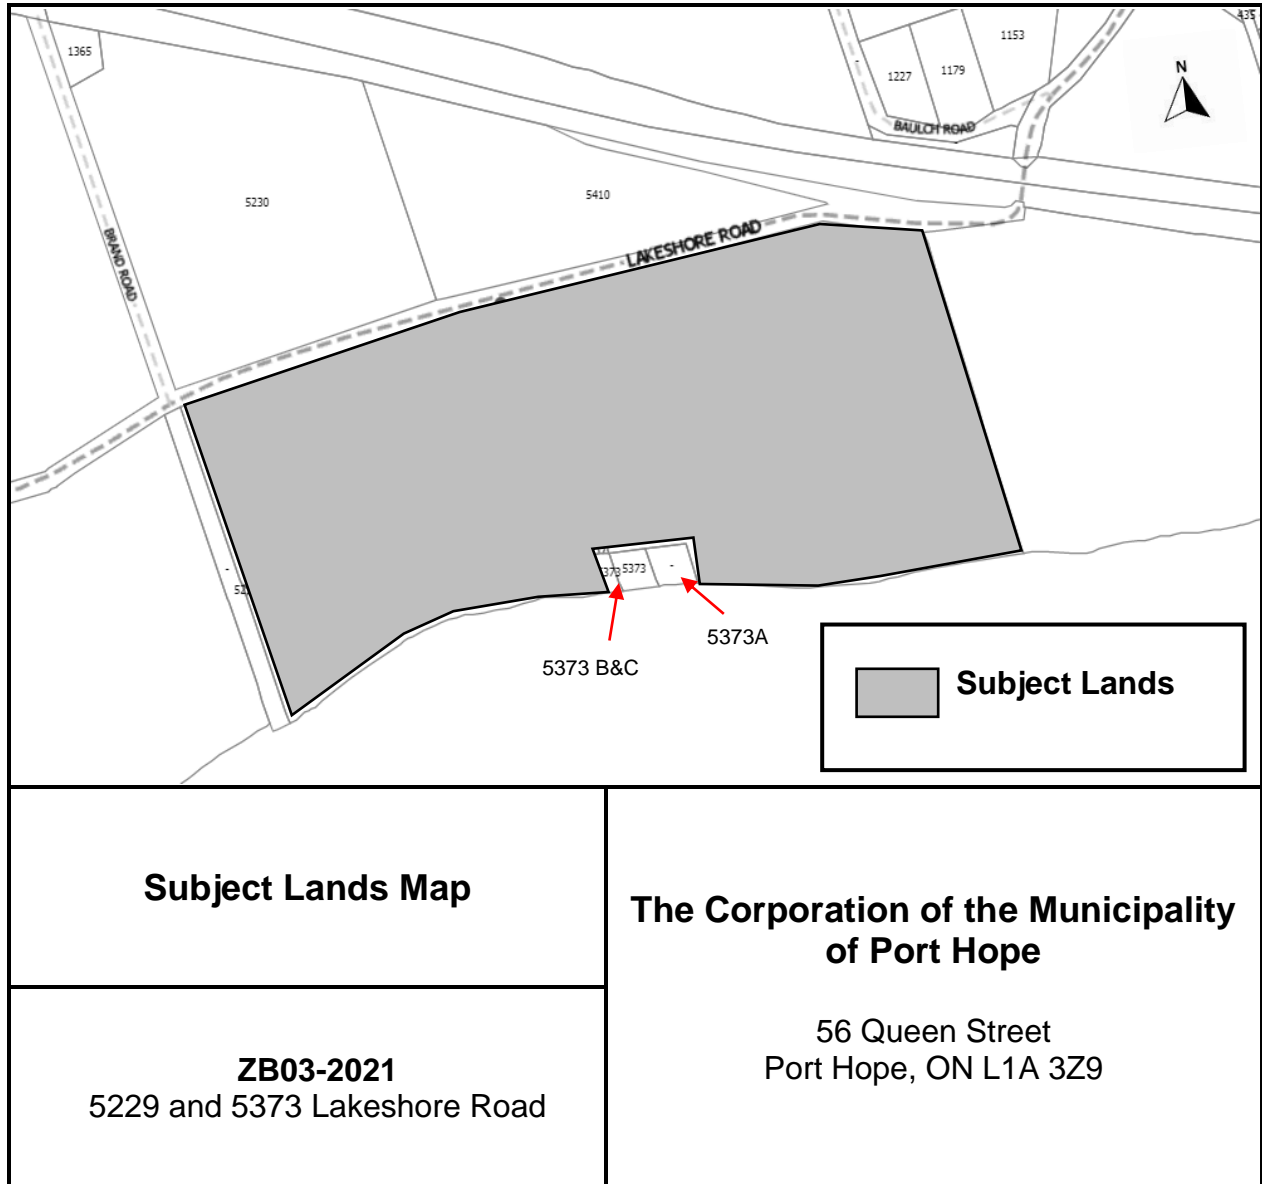 435
1365
1153
1227
1179
N
BAULCH ROAD
5230
5410
BRAND ROAD
LAKESHORE ROAD
5373
-
-
5373A
5373 B&C
Subject Lands
Subject Lands Map
The Corporation of the Municipality
of Port Hope
56 Queen Street
Port Hope, ON L1A 3Z9
ZB03-2021
5229 and 5373 Lakeshore Road